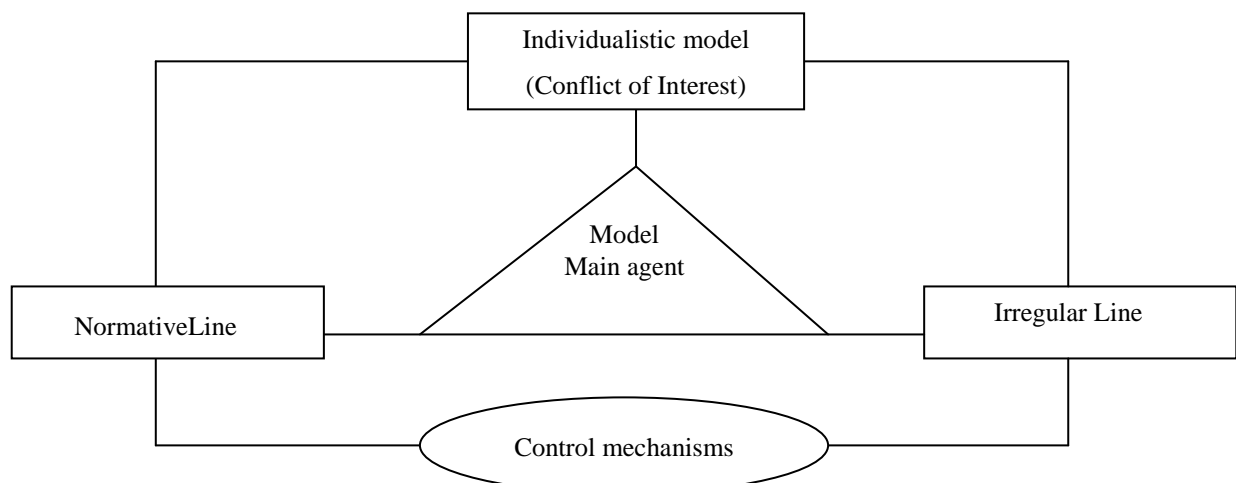 Individualistic model
(Conflict of Interest)
Model
Main agent
NormativeLine
Irregular Line
Control mechanisms